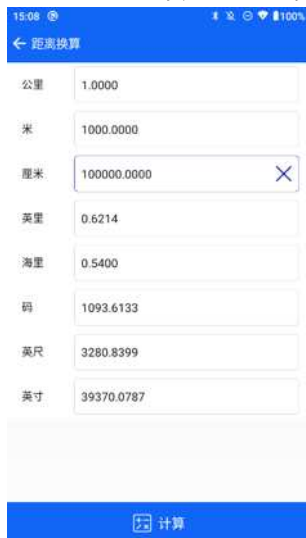 15:08 100%
距离换算
公里 1.0000
米 1000.0000
厘米 100000.0000
英里 0.6214
海里 0.5400
码 1093.6133
英尺 3280.8399
英寸 39370.0787
计算